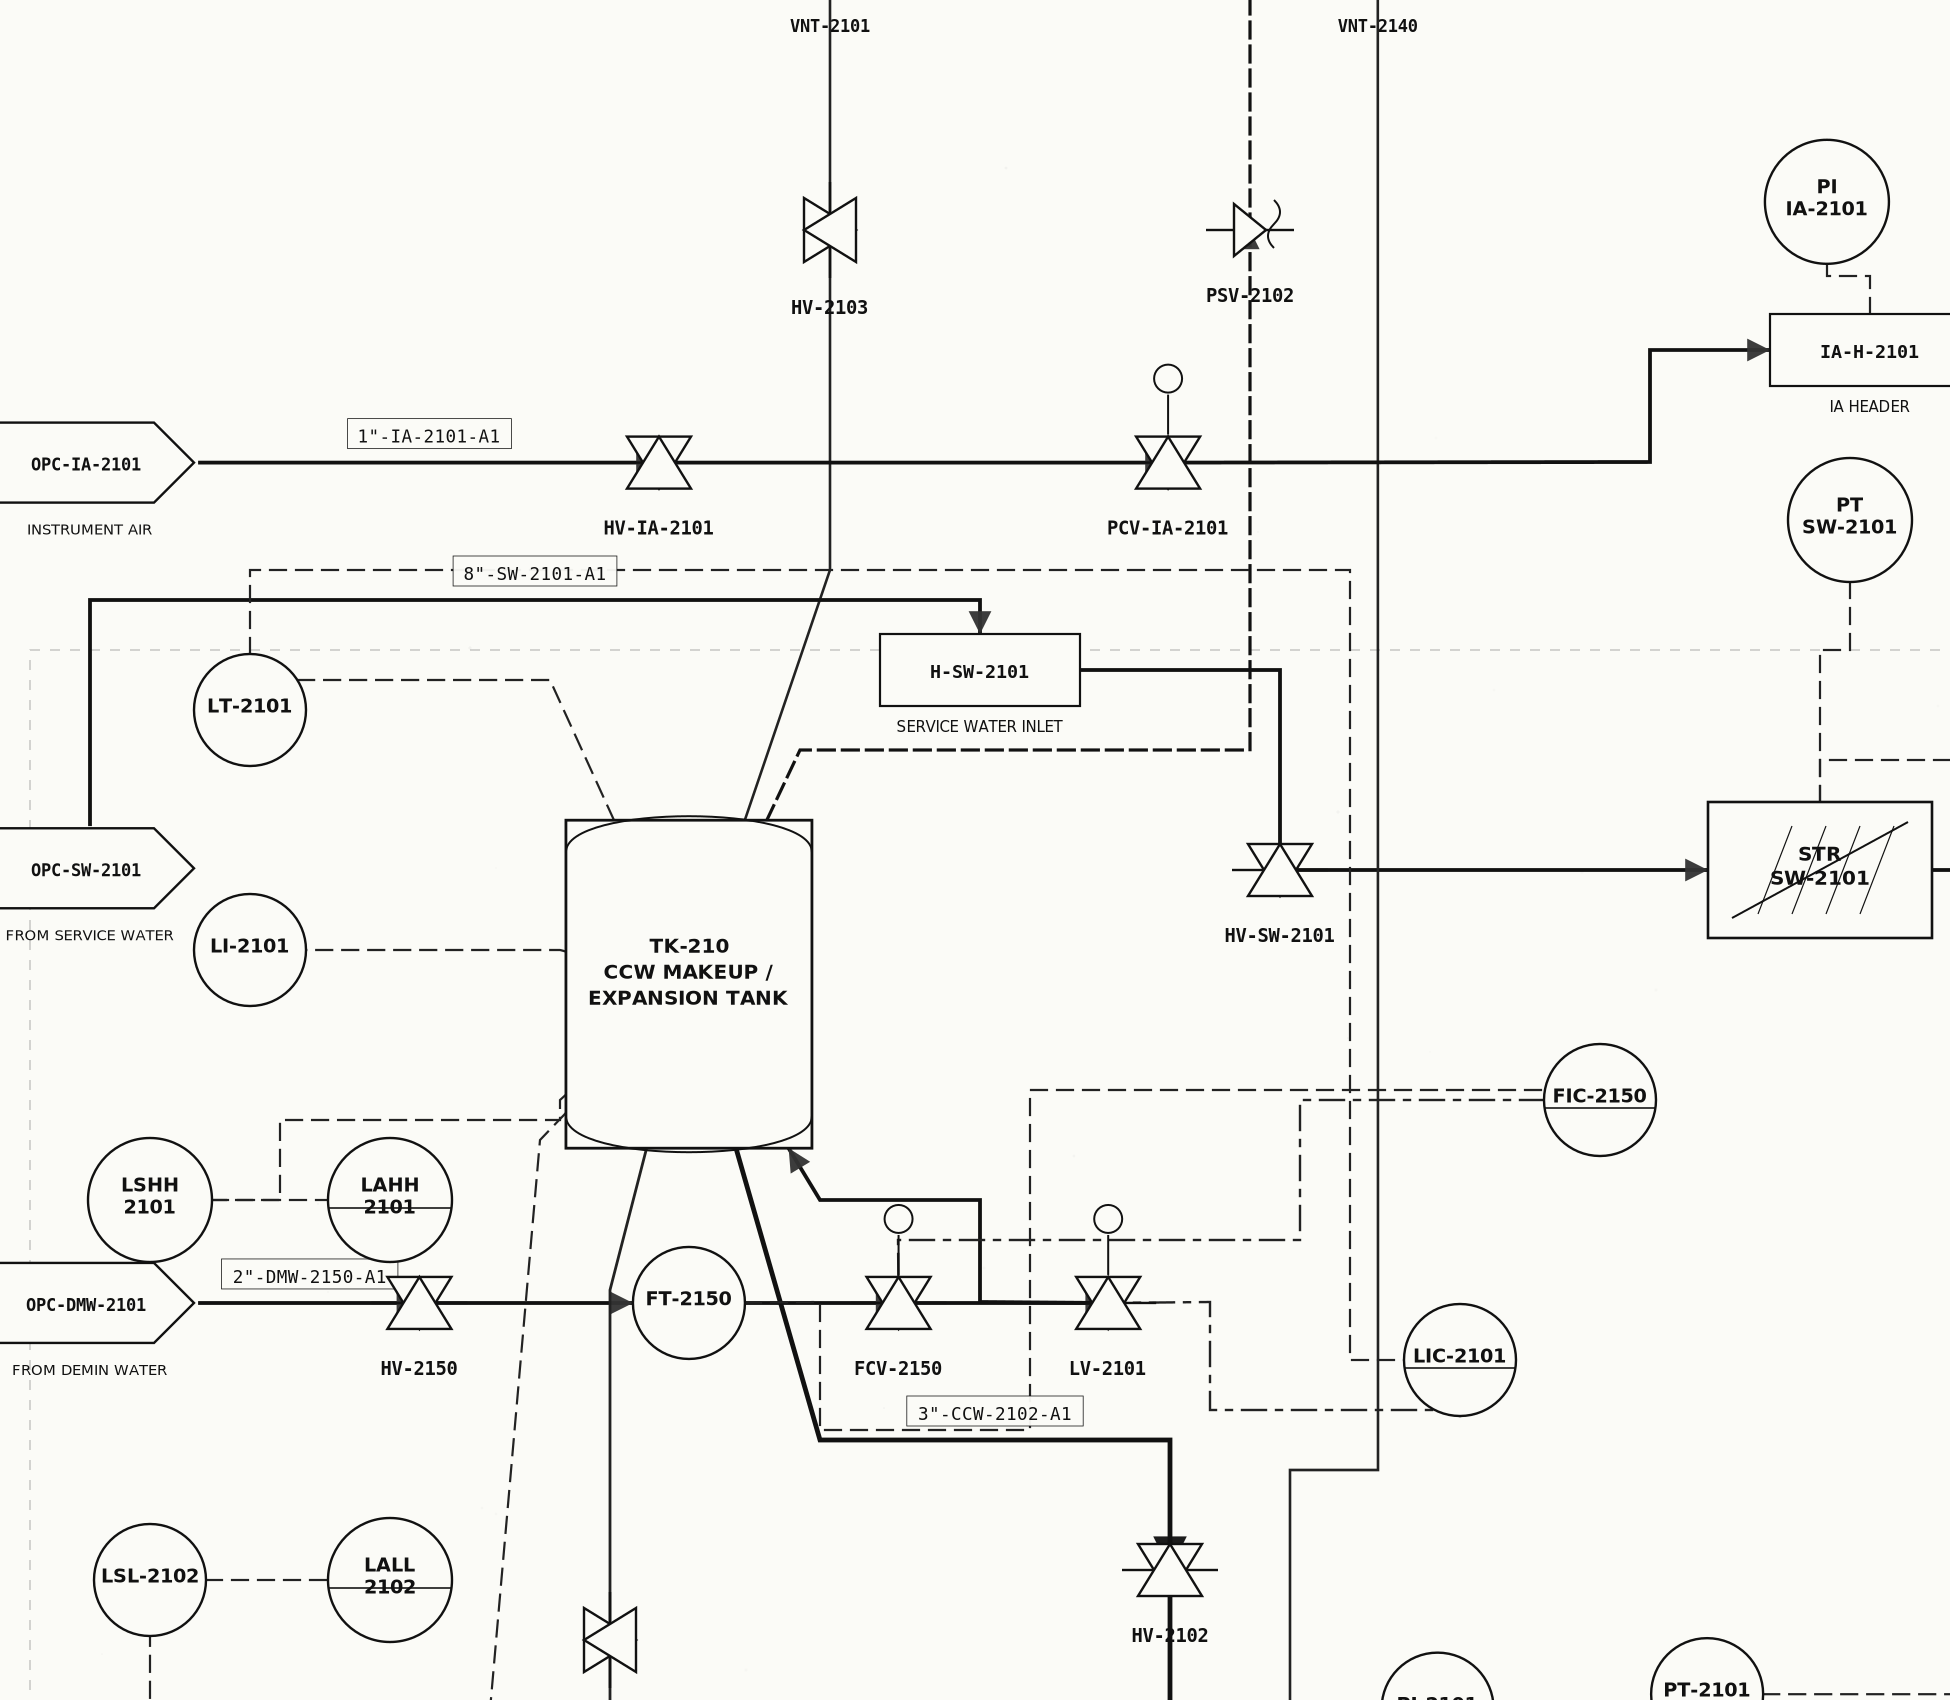 VNT-2101
VNT-2140
PI
IA-2101
HV-2103
PSV-2102
IA-H-2101
IA HEADER
1"-IA-2101-A1
OPC-IA-2101
INSTRUMENT AIR
HV-IA-2101
PCV-IA-2101
PT
SW-2101
8"-SW-2101-A1
H-SW-2101
SERVICE WATER INLET
LT-2101
OPC-SW-2101
FROM SERVICE WATER
STR
SW-2101
HV-SW-2101
LI-2101
TK-210
CCW MAKEUP /
EXPANSION TANK
FIC-2150
LSHH
2101
LAHH
2101
2"-DMW-2150-A1
OPC-DMW-2101
FROM DEMIN WATER
HV-2150
FT-2150
FCV-2150
LV-2101
LIC-2101
3"-CCW-2102-A1
LSL-2102
LALL
2102
HV-2102
PT-2101